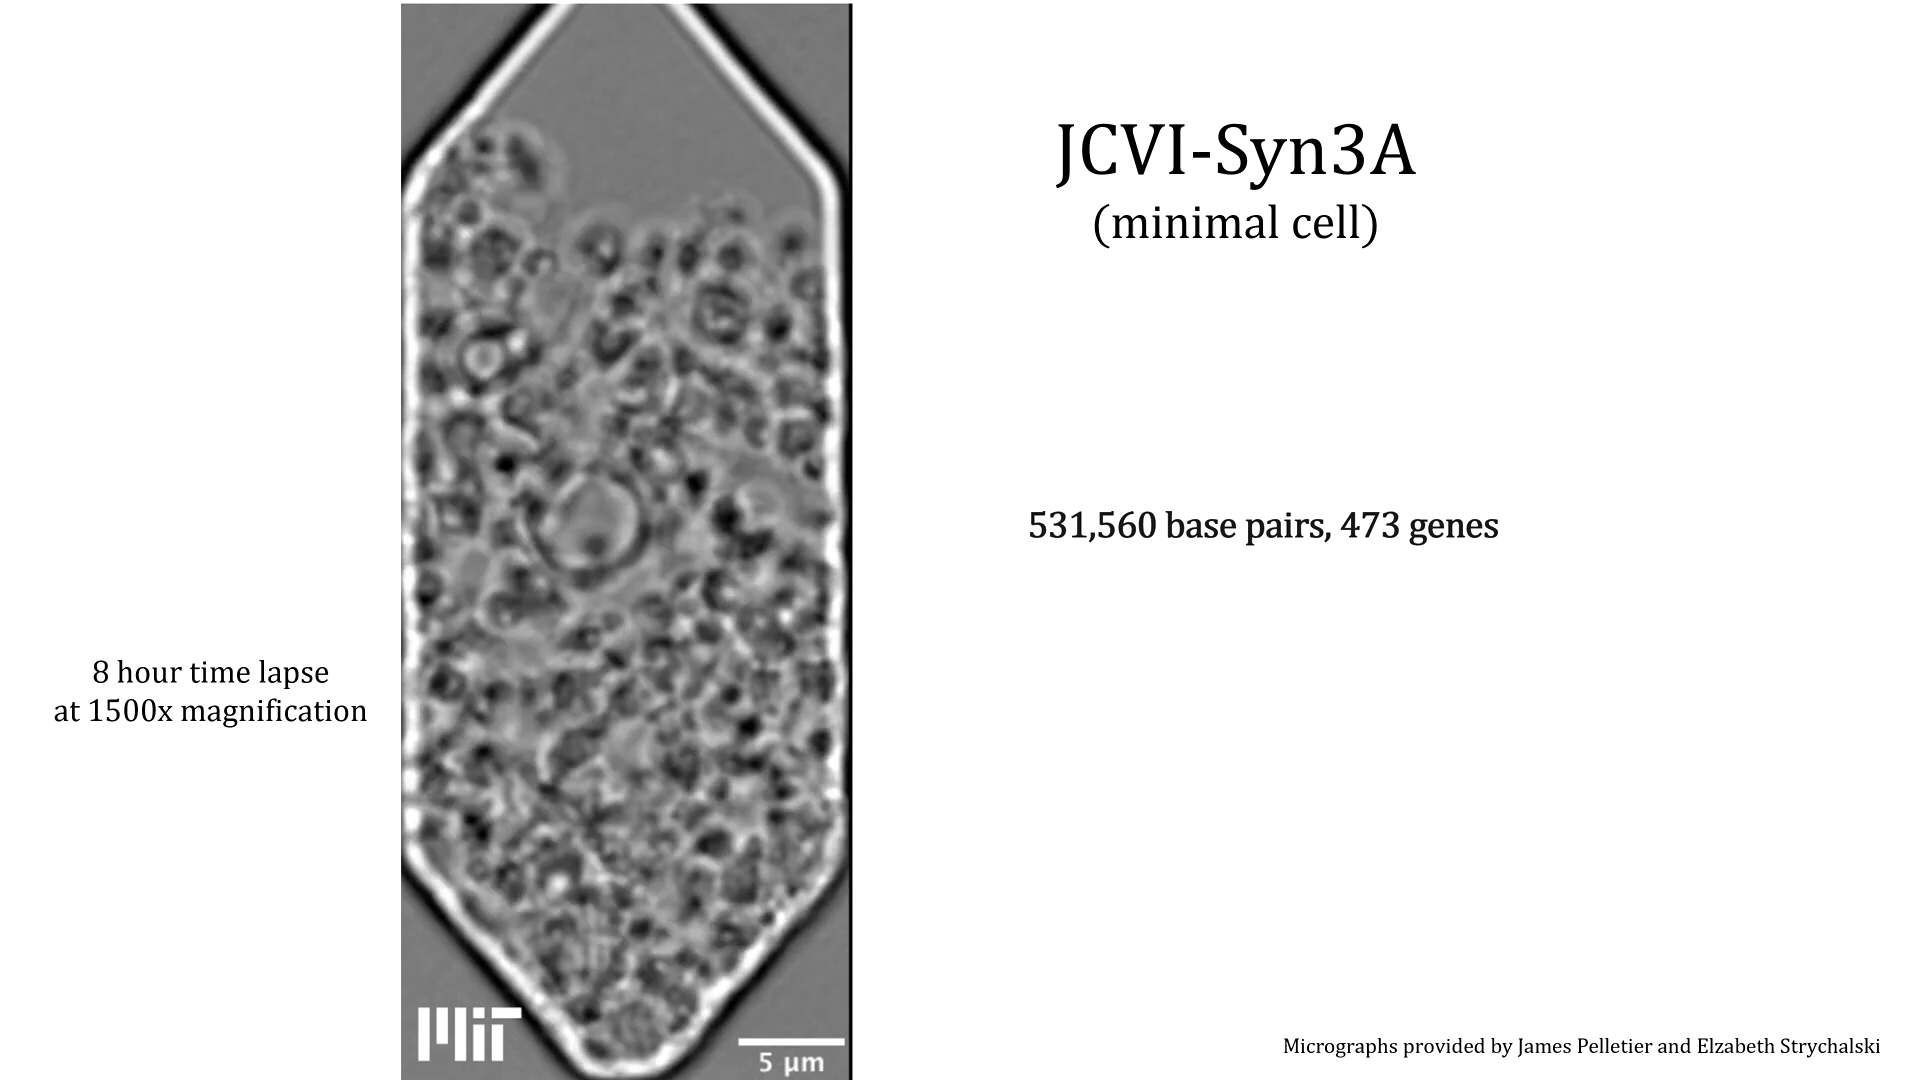 JCVI-Syn3A
(minimal cell)
531,560 base pairs, 473 genes
8 hour time lapse
at 1500x magnification
MIT
5 µm
Micrographs provided by James Pelletier and Elzabeth Strychalski